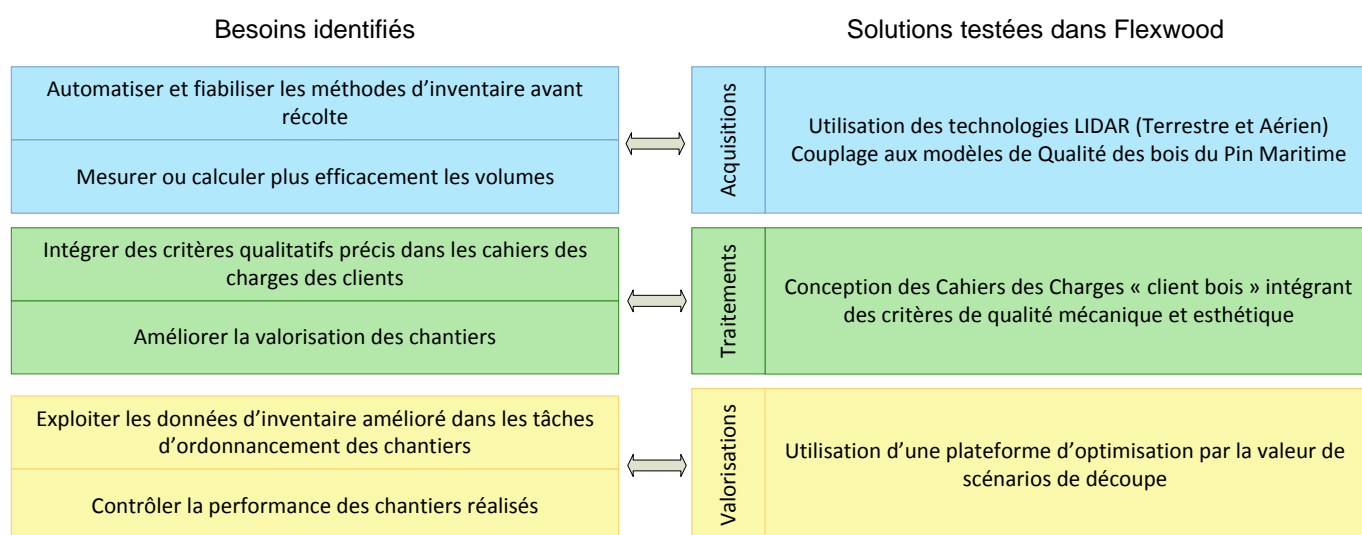 Besoins identifiés
Solutions testées dans Flexwood
Automatiser et fiabiliser les méthodes d’inventaire avant
récolte
Mesurer ou calculer plus efficacement les volumes
Acquisitions
Utilisation des technologies LIDAR (Terrestre et Aérien)
Couplage aux modèles de Qualité des bois du Pin Maritime
Intégrer des critères qualitatifs précis dans les cahiers des
charges des clients
Améliorer la valorisation des chantiers
Traitements
Conception des Cahiers des Charges « client bois » intégrant
des critères de qualité mécanique et esthétique
Exploiter les données d’inventaire amélioré dans les tâches
d’ordonnancement des chantiers
Contrôler la performance des chantiers réalisés
Valorisations
Utilisation d’une plateforme d’optimisation par la valeur de
scénarios de découpe